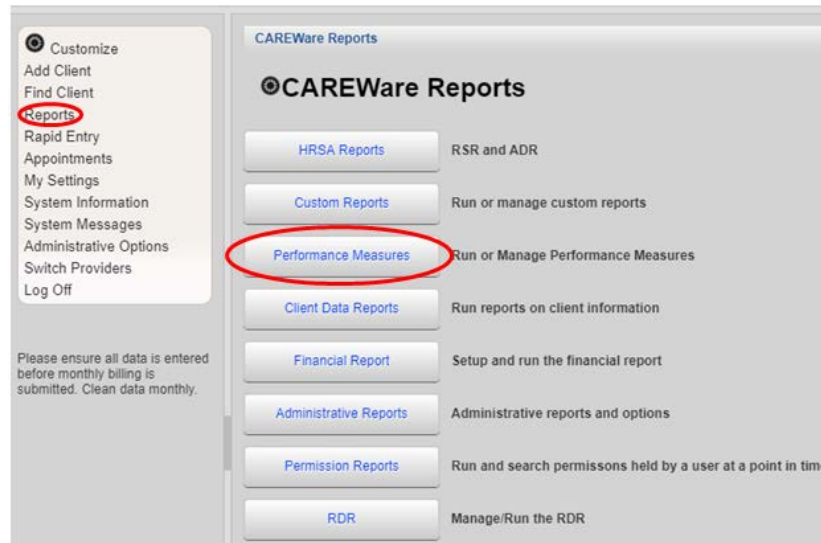 Customize
Add Client
Find Client
Reports
Rapid Entry
Appointments
My Settings
System Information
System Messages
Administrative Options
Switch Providers
Log Off
Please ensure all data is entered
before monthly billing is
submitted. Clean data monthly.
CAREWare Reports
CAREWare Reports
HRSA Reports RSR and ADR
Custom Reports Run or manage custom reports
Performance Measures Run or Manage Performance Measures
Client Data Reports Run reports on client information
Financial Report Setup and run the financial report
Administrative Reports Administrative reports and options
Permission Reports Run and search permissons held by a user at a point in tim
RDR Manage/Run the RDR